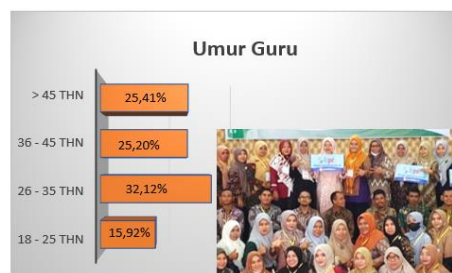 Umur Guru
> 45 THN
25,41%
36 - 45 THN
25,20%
26 - 35 THN
32,12%
18 - 25 THN
15,92%